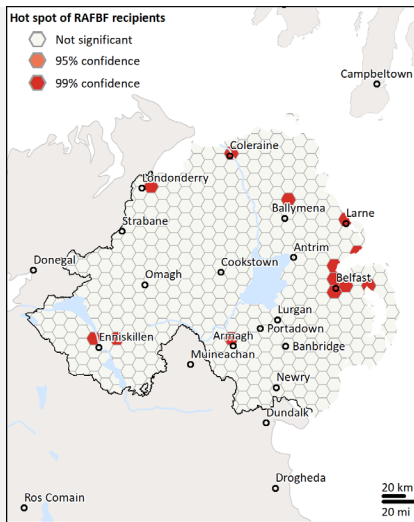 Hot spot of RAFBF recipients
Not significant
95% confidence
99% confidence
Campbeltown
Coleraine
Londonderry
Ballymena
Larne
Strabane
Antrim
Donegal
Cookstown
Omagh
Belfast
Lurgan
Portadown
Enniskillen
Armagh
Banbridge
Muineachan
Newry
Dundalk
Drogheda
Ros Comain
20 km
20 mi